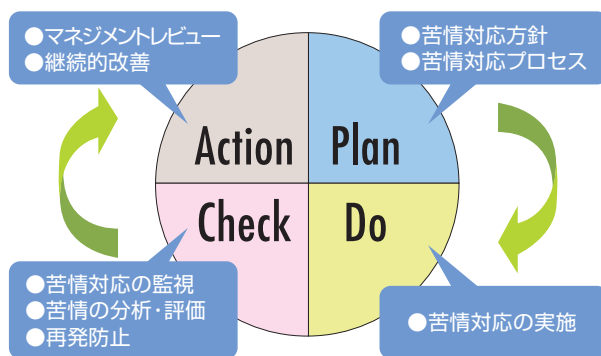 ●マネジメントレビュー
●継続的改善
●苦情対応方針
●苦情対応プロセス
Action
Plan
Check
Do
●苦情対応の監視
●苦情の分析・評価
●再発防止
●苦情対応の実施